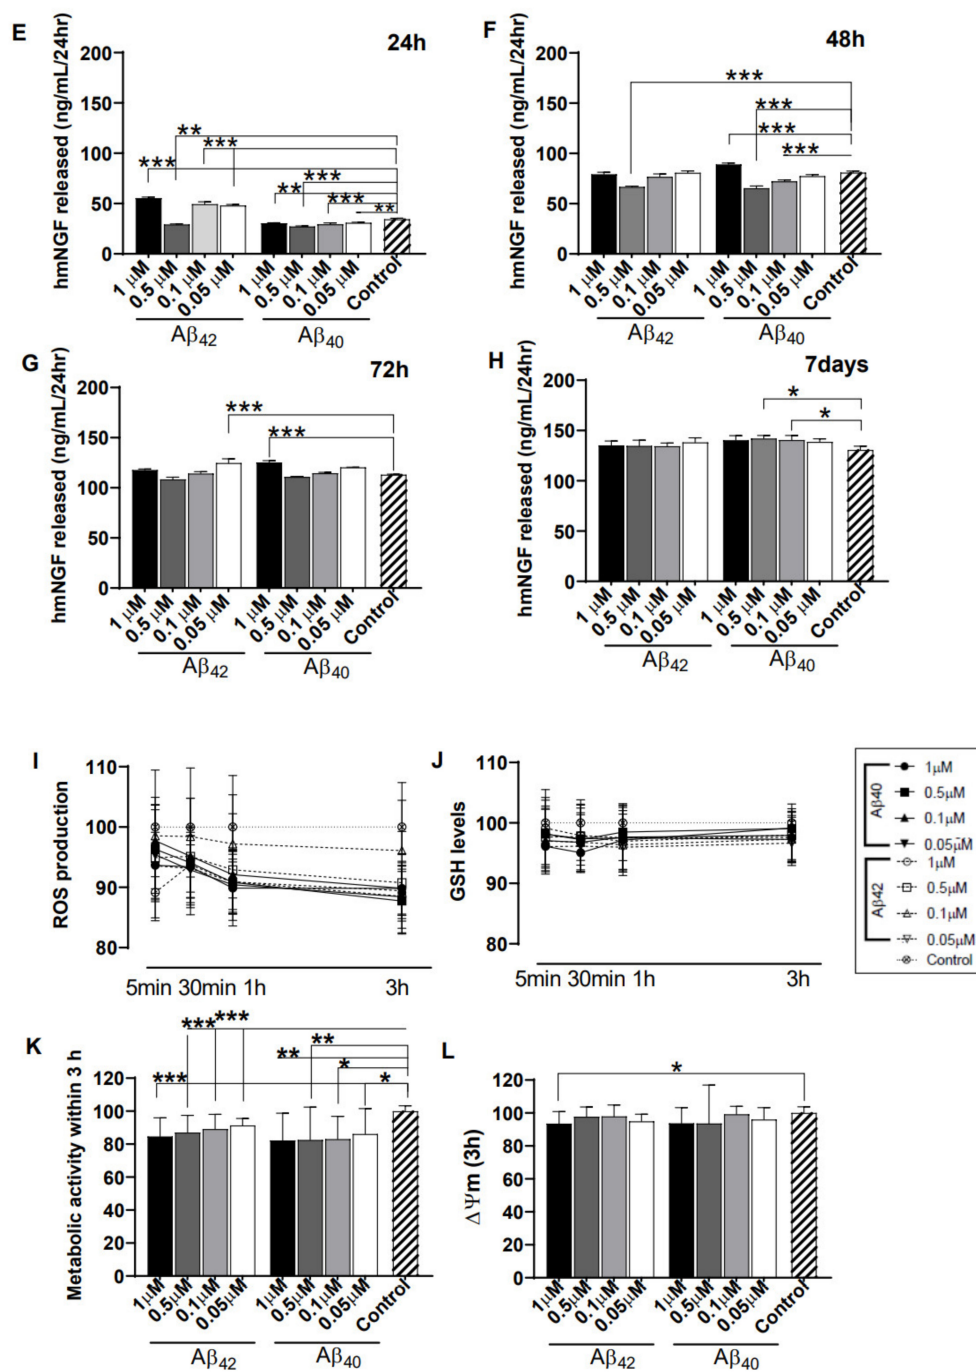 E
24h
hmNGF released (ng/mL/24hr)
200
150
100
50
0
**
***
***
***
**
***
**
1 μM
0.5 μM
0.1 μM
0.05 μM
1 μM
0.5 μM
0.1 μM
0.05 μM
Control
Aβ42
Aβ40
F
48h
hmNGF released (ng/mL/24hr)
200
150
100
50
0
***
***
***
***
1 μM
0.5 μM
0.1 μM
0.05 μM
1 μM
0.5 μM
0.1 μM
0.05 μM
Control
Aβ42
Aβ40
G
72h
hmNGF released (ng/mL/24hr)
200
150
100
50
0
***
***
1 μM
0.5 μM
0.1 μM
0.05 μM
1 μM
0.5 μM
0.1 μM
0.05 μM
Control
Aβ42
Aβ40
H
7days
hmNGF released (ng/mL/24hr)
200
150
100
50
0
*
*
1 μM
0.5 μM
0.1 μM
0.05 μM
1 μM
0.5 μM
0.1 μM
0.05 μM
Control
Aβ42
Aβ40
I
ROS production
110
100
90
80
5min 30min 1h 3h
J
GSH levels
110
100
90
80
5min 30min 1h 3h
Aβ40
1μM
0.5μM
0.1μM
0.05μM
Aβ42
1μM
0.5μM
0.1μM
0.05μM
Control
K
Metabolic activity within 3 h
120
100
80
60
40
20
0
*** ***
**
**
*
***
*
1μM
0.5μM
0.1μM
0.05μM
1μM
0.5μM
0.1μM
0.05μM
Control
Aβ42
Aβ40
L
ΔΨm (3h)
120
100
80
60
40
20
0
*
1μM
0.5μM
0.1μM
0.05μM
1μM
0.5μM
0.1μM
0.05μM
Control
Aβ42
Aβ40